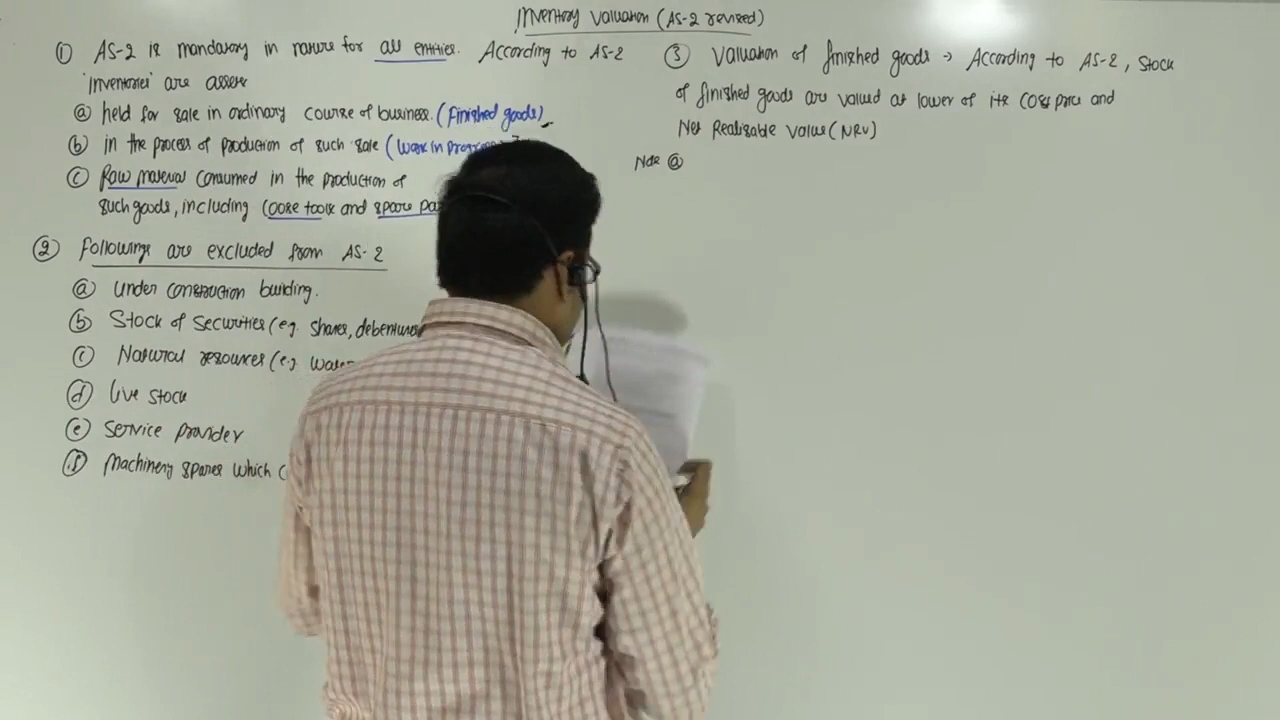 Inventory Valuation (AS-2 revised)
① AS-2 is mandatory in nature for all entities. According to AS-2
'Inventories' are assets
ⓐ held for sale in ordinary course of business. (Finished goods)
ⓑ in the process of production of such sale (Work in Progress
ⓒ Raw material consumed in the production of
such goods, including Loose tools and spare
② Followings are excluded from AS-2
ⓐ Under construction building.
ⓑ Stock of Securities (e.g. shares, debentures
ⓒ Natural resources (e.g.
ⓓ Live stock
ⓔ Service Provider
ⓕ Machinery spares which
③ Valuation of finished goods → According to AS-2, Stock
of finished goods are valued at lower of its Cost price and
Net Realisable Value (NRV)
Note ⓐ